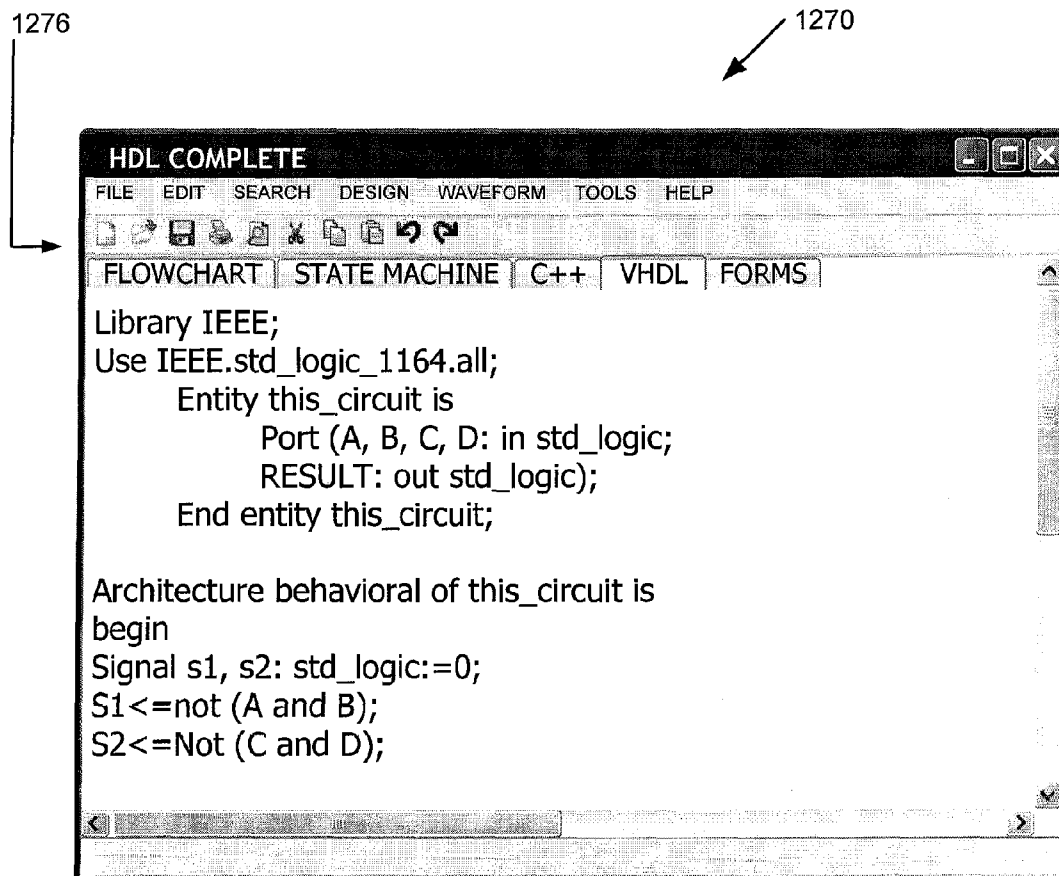 1276
1270
HDL COMPLETE
FILE EDIT SEARCH DESIGN WAVEFORM TOOLS HELP
FLOWCHART STATE MACHINE C++ VHDL FORMS
Library IEEE;
Use IEEE.std_logic_1164.all;
Entity this_circuit is
Port (A, B, C, D: in std_logic;
RESULT: out std_logic);
End entity this_circuit;
Architecture behavioral of this_circuit is
begin
Signal s1, s2: std_logic:=0;
S1<=not (A and B);
S2<=Not (C and D);